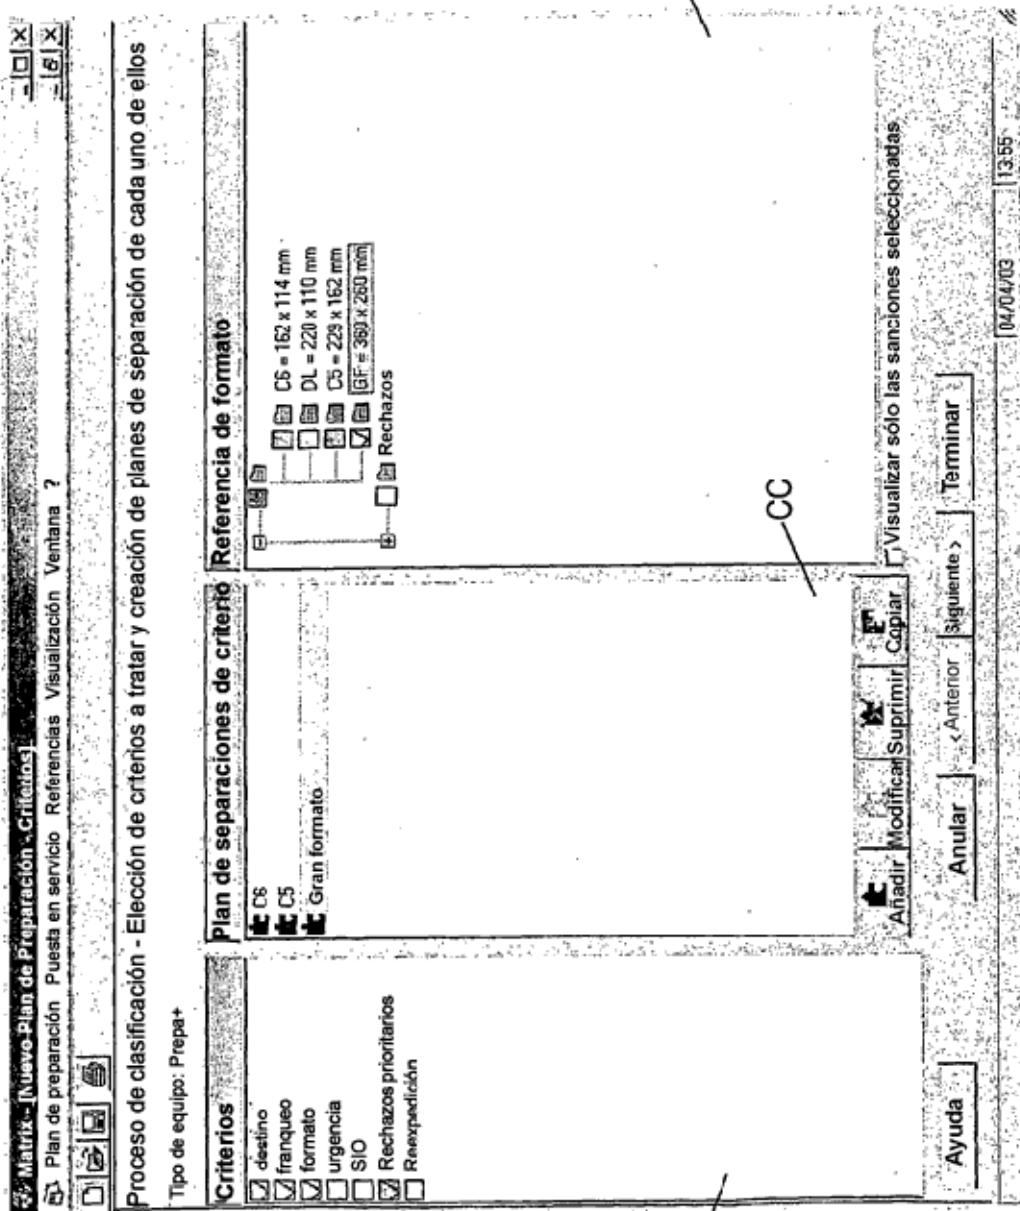 Matrix - [Nuevo Plan de Preparación - Criterios]
Plan de preparación Puesta en servicio Referencias Visualización Ventana ?
Proceso de clasificación - Elección de crterios a tratar y creación de planes de separación de cada uno de ellos
Tipo de equipo: Prepa+
Criterios
destino
franqueo
formato
urgencia
SIO
Rechazos prioritarios
Reexpedición
Plan de separaciones de criterio
C6
C5
Gran formato
Añadir Modificar Suprimir Copiar
CC
Referencia de formato
C6 = 162 x 114 mm
DL = 220 x 110 mm
C5 = 229 x 162 mm
GF = 360 x 260 mm
Rechazos
Visualizar sólo las sanciones seleccionadas
Ayuda Anular <Anterior Siguiente > Terminar
04/04/03 13:55